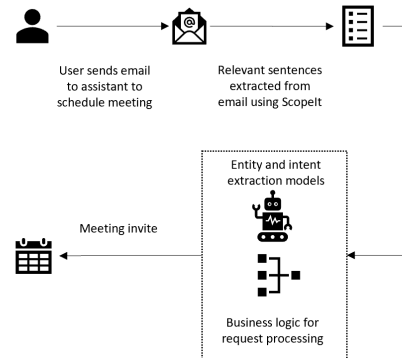 User sends email
to assistant to
schedule meeting
Relevant sentences
extracted from
email using ScopeIt
Entity and intent
extraction models
Meeting invite
Business logic for
request processing